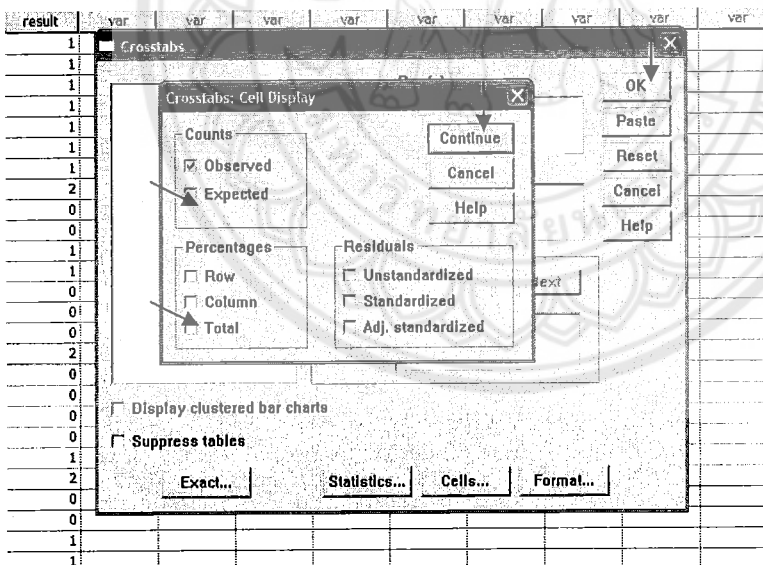 result var var var var var var var var
Crosstabs
Crosstabs: Cell Display
Counts
Observed
Expected
Percentages
Row
Column
Total
Residuals
Unstandardized
Standardized
Adj. standardized
Continue
Cancel
Help
OK
Paste
Reset
Cancel
Help
Display clustered bar charts
Suppress tables
Exact... Statistics... Cells... Format...
1
1
1
1
1
1
1
2
0
0
1
1
0
0
0
2
0
0
0
0
1
2
0
0
1
1